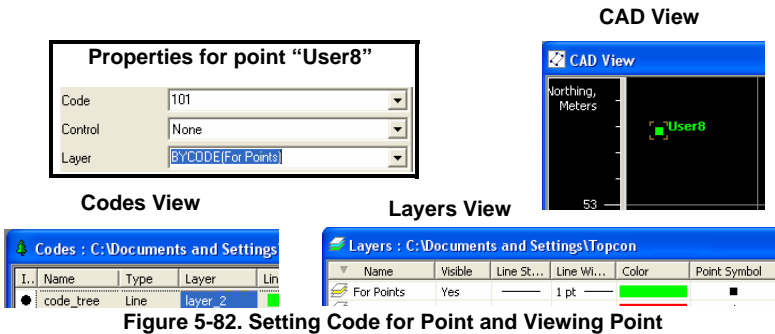 CAD View
Properties for point “User8”
Code 101
Control None
Layer BYCODE(For Points)
CAD View
Northing,
Meters
User8
53
Codes View
Layers View
Codes : C:\Documents and Settings
I.. Name Type Layer Lin
code_tree Line layer_2
Layers : C:\Documents and Settings\Topcon
Name Visible Line St... Line Wi... Color Point Symbol
For Points Yes 1 pt
Figure 5-82. Setting Code for Point and Viewing Point